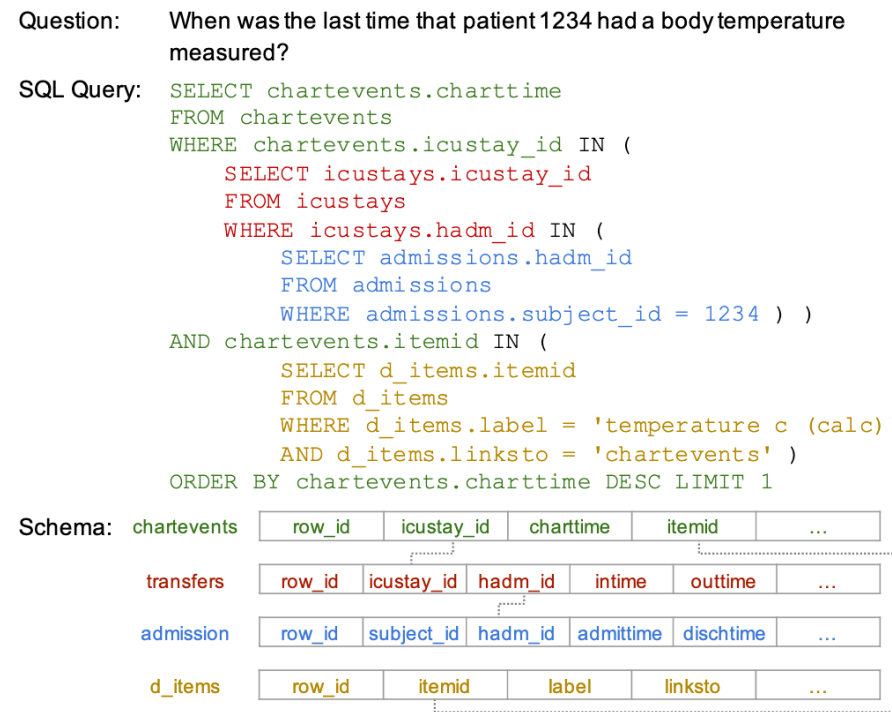 Question: When was the last time that patient 1234 had a body temperature
measured?
SQL Query: SELECT chartevents.charttime
FROM chartevents
WHERE chartevents.icustay_id IN (
SELECT icustays.icustay_id
FROM icustays
WHERE icustays.hadm_id IN (
SELECT admissions.hadm_id
FROM admissions
WHERE admissions.subject_id = 1234 ) )
AND chartevents.itemid IN (
SELECT d_items.itemid
FROM d_items
WHERE d_items.label = 'temperature c (calc)
AND d_items.linksto = 'chartevents' )
ORDER BY chartevents.charttime DESC LIMIT 1
Schema: chartevents row_id icustay_id charttime itemid ...
transfers row_id icustay_id hadm_id intime outtime ...
admission row_id subject_id hadm_id admittime dischtime ...
d_items row_id itemid label linksto ...